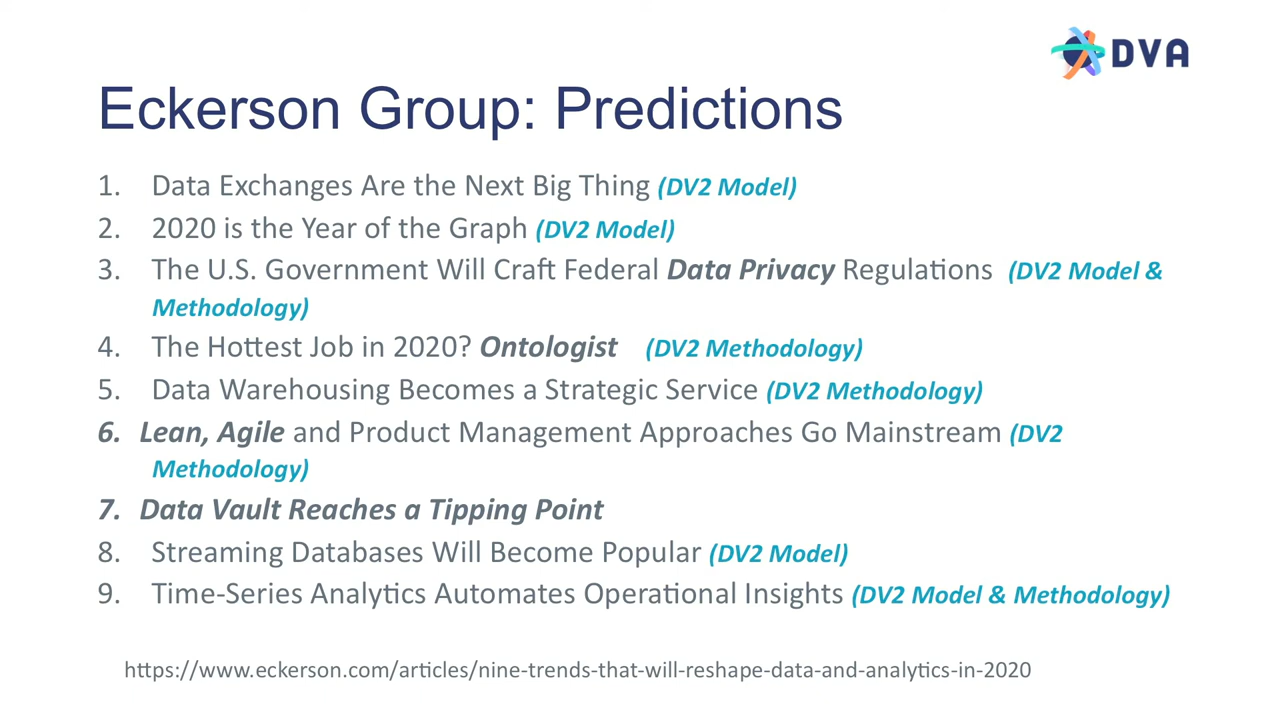 DVA
Eckerson Group: Predictions
1. Data Exchanges Are the Next Big Thing (DV2 Model)
2. 2020 is the Year of the Graph (DV2 Model)
3. The U.S. Government Will Craft Federal Data Privacy Regulations (DV2 Model &
Methodology)
4. The Hottest Job in 2020? Ontologist (DV2 Methodology)
5. Data Warehousing Becomes a Strategic Service (DV2 Methodology)
6. Lean, Agile and Product Management Approaches Go Mainstream (DV2
Methodology)
7. Data Vault Reaches a Tipping Point
8. Streaming Databases Will Become Popular (DV2 Model)
9. Time-Series Analytics Automates Operational Insights (DV2 Model & Methodology)
https://www.eckerson.com/articles/nine-trends-that-will-reshape-data-and-analytics-in-2020